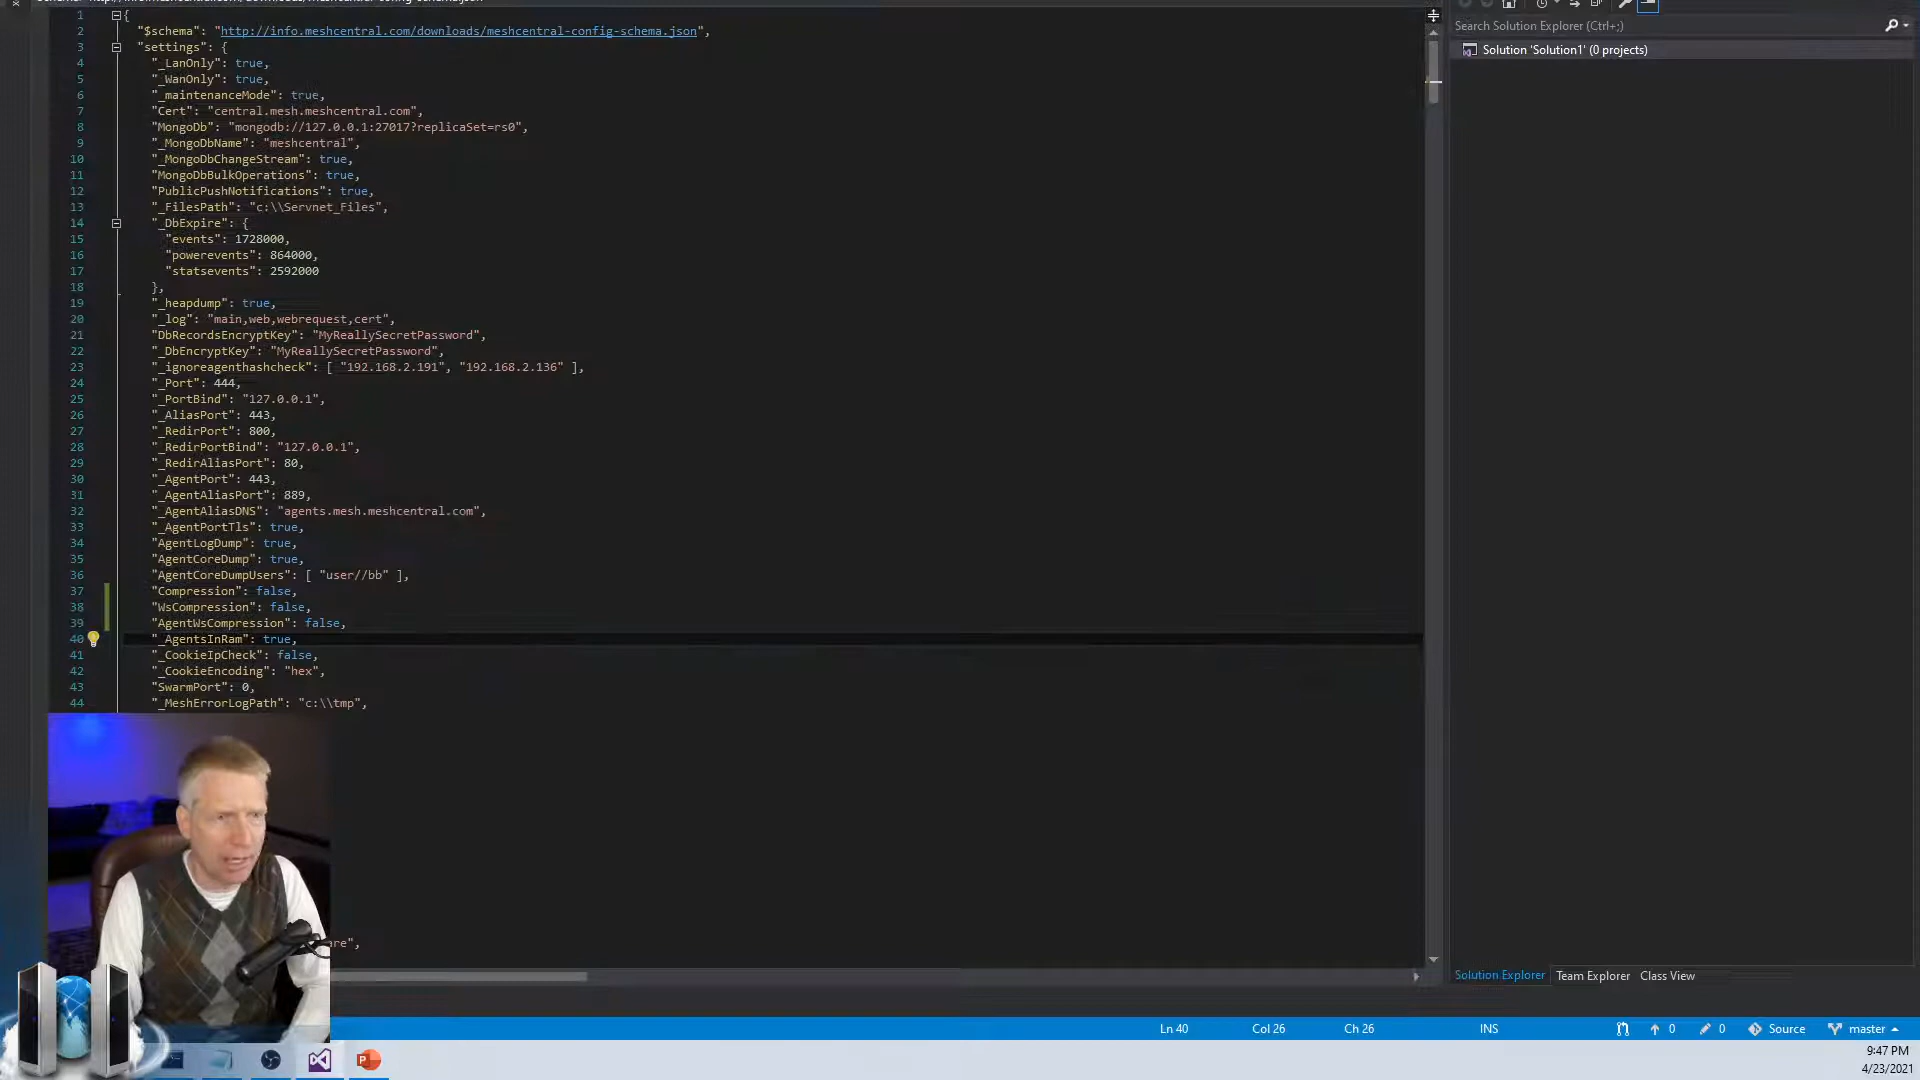 Search Solution Explorer (Ctrl+;)
Solution 'Solution1' (0 projects)
1 {
2 "$schema": "http://info.meshcentral.com/downloads/meshcentral-config-schema.json",
3 "settings": {
4 "_LanOnly": true,
5 "_WanOnly": true,
6 "_maintenanceMode": true,
7 "Cert": "central.mesh.meshcentral.com",
8 "MongoDb": "mongodb://127.0.0.1:27017?replicaSet=rs0",
9 "_MongoDbName": "meshcentral",
10 "_MongoDbChangeStream": true,
11 "MongoDbBulkOperations": true,
12 "PublicPushNotifications": true,
13 "_FilesPath": "c:\\Servnet_Files",
14 "_DbExpire": {
15 "events": 1728000,
16 "powerevents": 864000,
17 "statsevents": 2592000
18 },
19 "_heapdump": true,
20 "_log": "main,web,webrequest,cert",
21 "DbRecordsEncryptKey": "MyReallySecretPassword",
22 "_DbEncryptKey": "MyReallySecretPassword",
23 "_ignoreagenthashcheck": [ "192.168.2.191", "192.168.2.136" ],
24 "_Port": 444,
25 "_PortBind": "127.0.0.1",
26 "_AliasPort": 443,
27 "_RedirPort": 800,
28 "_RedirPortBind": "127.0.0.1",
29 "_RedirAliasPort": 80,
30 "_AgentPort": 443,
31 "_AgentAliasPort": 889,
32 "_AgentAliasDNS": "agents.mesh.meshcentral.com",
33 "_AgentPortTls": true,
34 "AgentLogDump": true,
35 "AgentCoreDump": true,
36 "AgentCoreDumpUsers": [ "user//bb" ],
37 "Compression": false,
38 "WsCompression": false,
39 "AgentWsCompression": false,
40 "_AgentsInRam": true,
41 "_CookieIpCheck": false,
42 "_CookieEncoding": "hex",
43 "SwarmPort": 0,
44 "_MeshErrorLogPath": "c:\\tmp",
Solution Explorer Team Explorer Class View
Ln 40 Col 26 Ch 26 INS 0 0 Source master
9:47 PM
4/23/2021